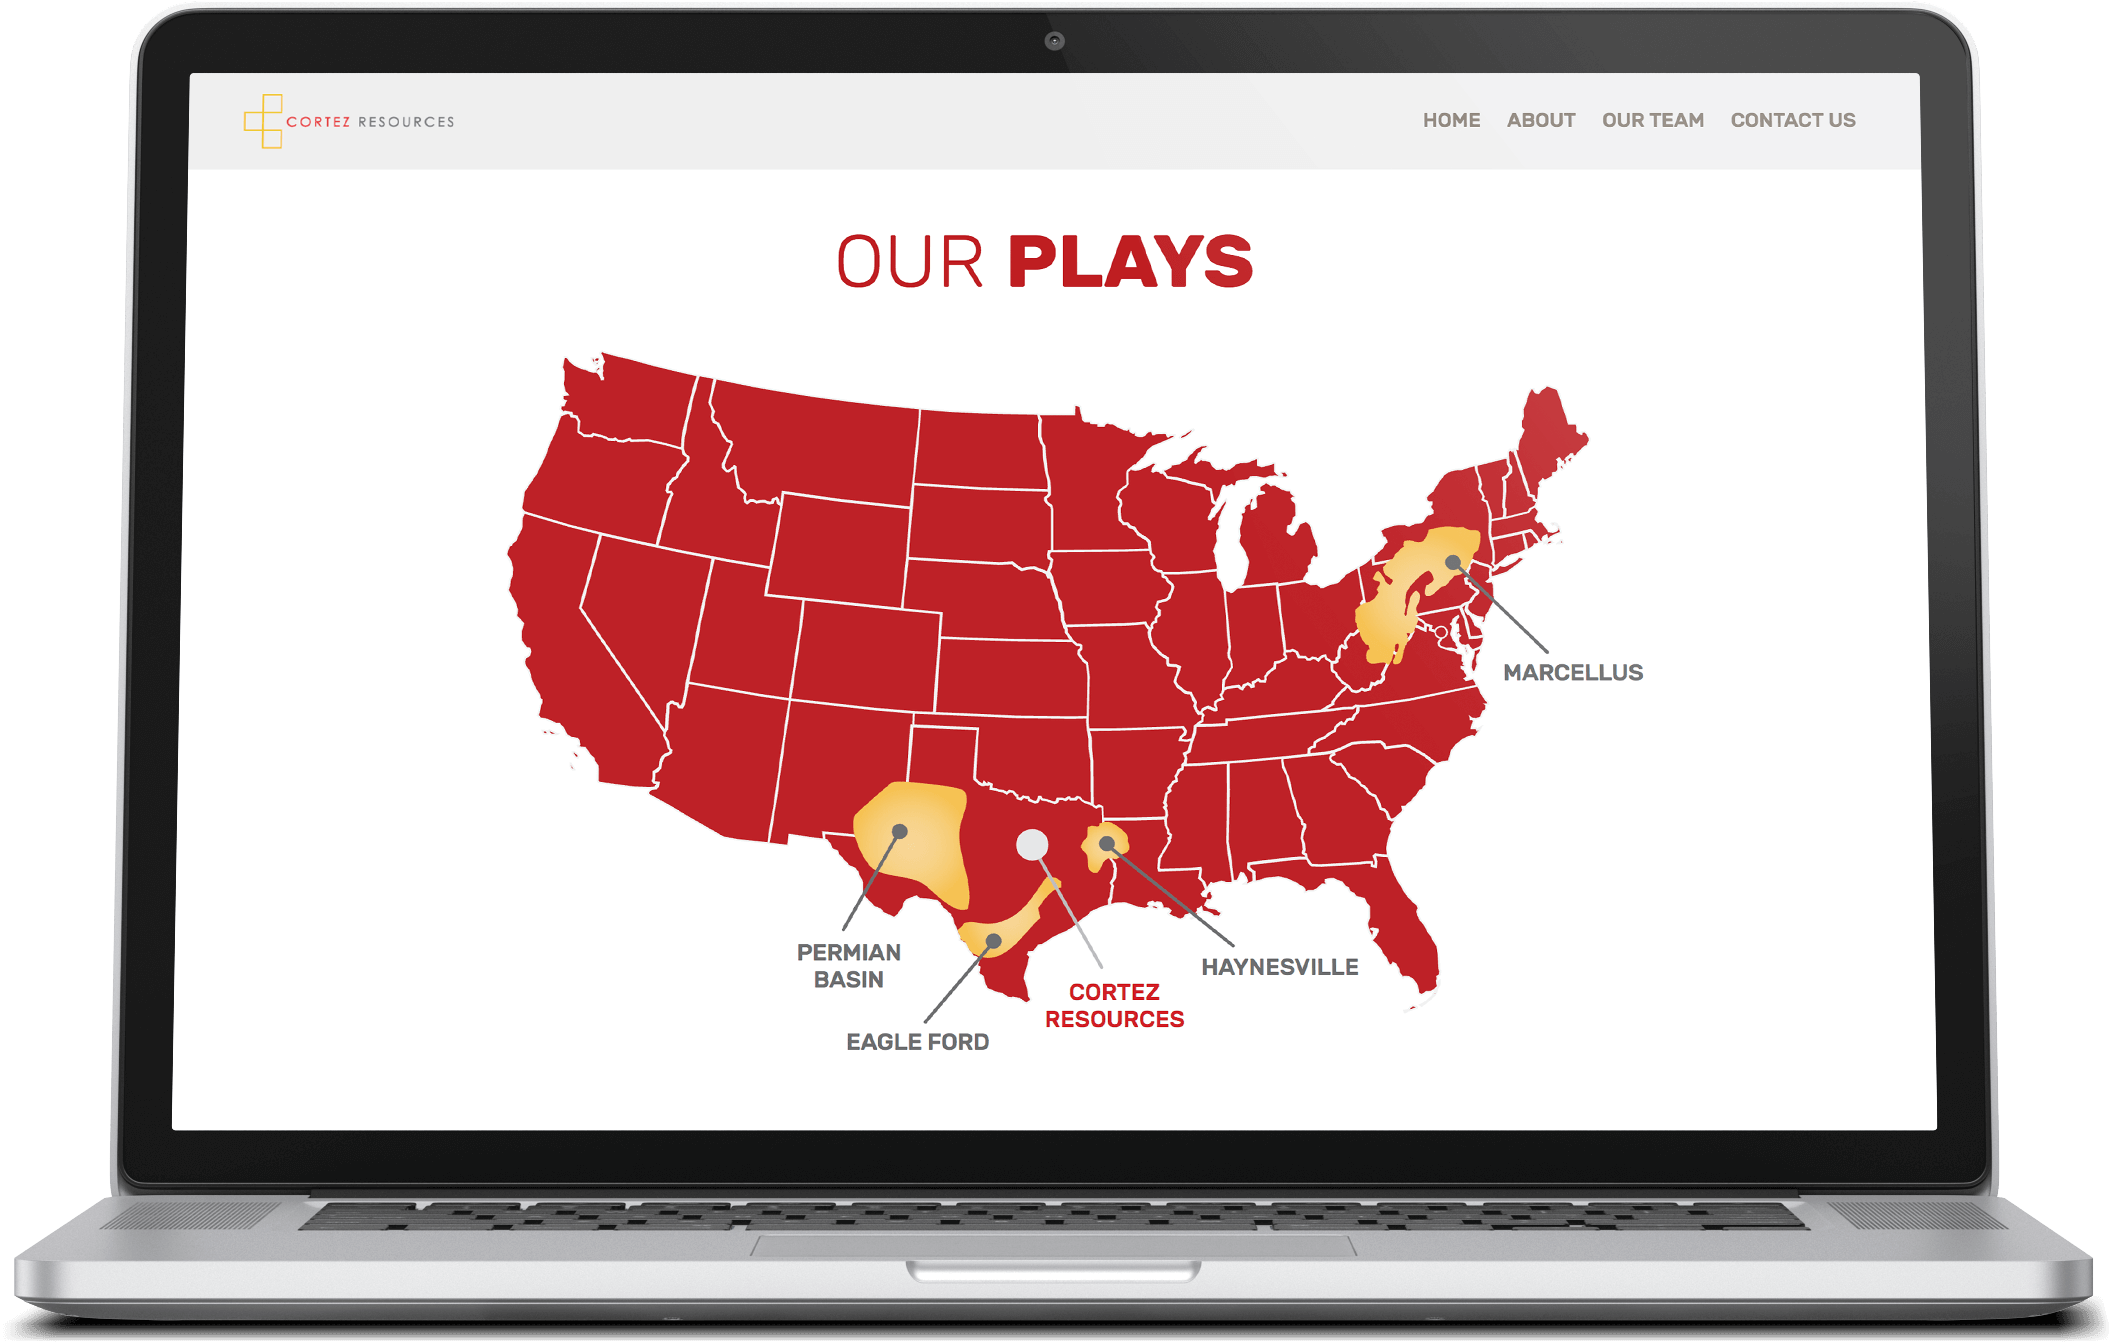 CORTEZ RESOURCES
HOME ABOUT OUR TEAM CONTACT US
OUR PLAYS
MARCELLUS
PERMIAN
BASIN
HAYNESVILLE
CORTEZ
RESOURCES
EAGLE FORD